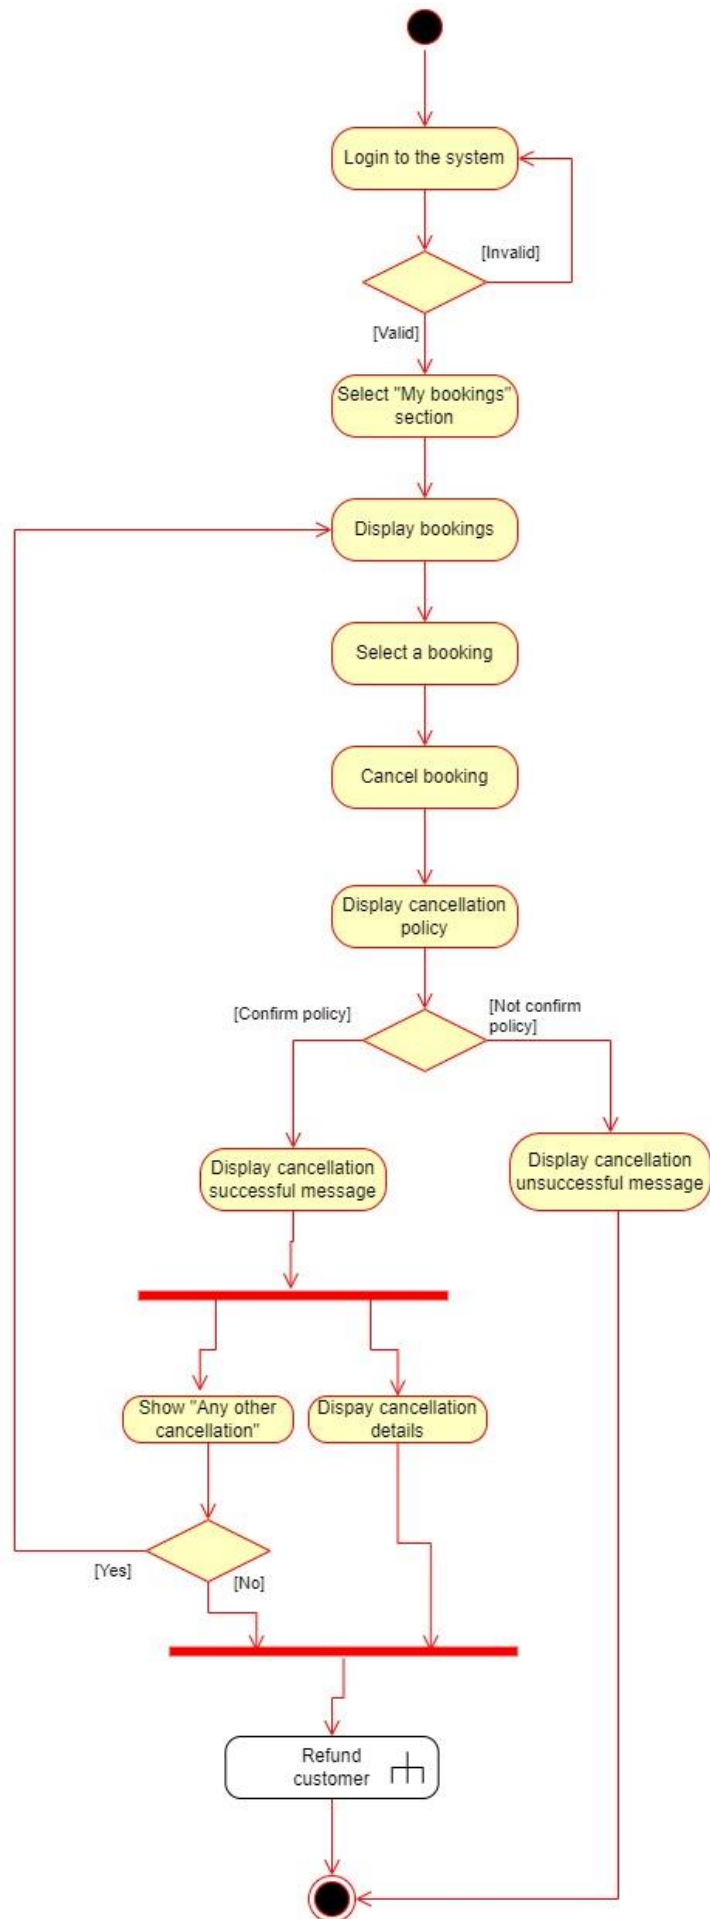 Login to the system
[Invalid]
[Valid]
Select "My bookings"
section
Display bookings
Select a booking
Cancel booking
Display cancellation
policy
[Confirm policy]
[Not confirm
policy]
Display cancellation
successful message
Display cancellation
unsuccessful message
Show "Any other
cancellation"
Dispay cancellation
details
[Yes]
[No]
Refund
customer